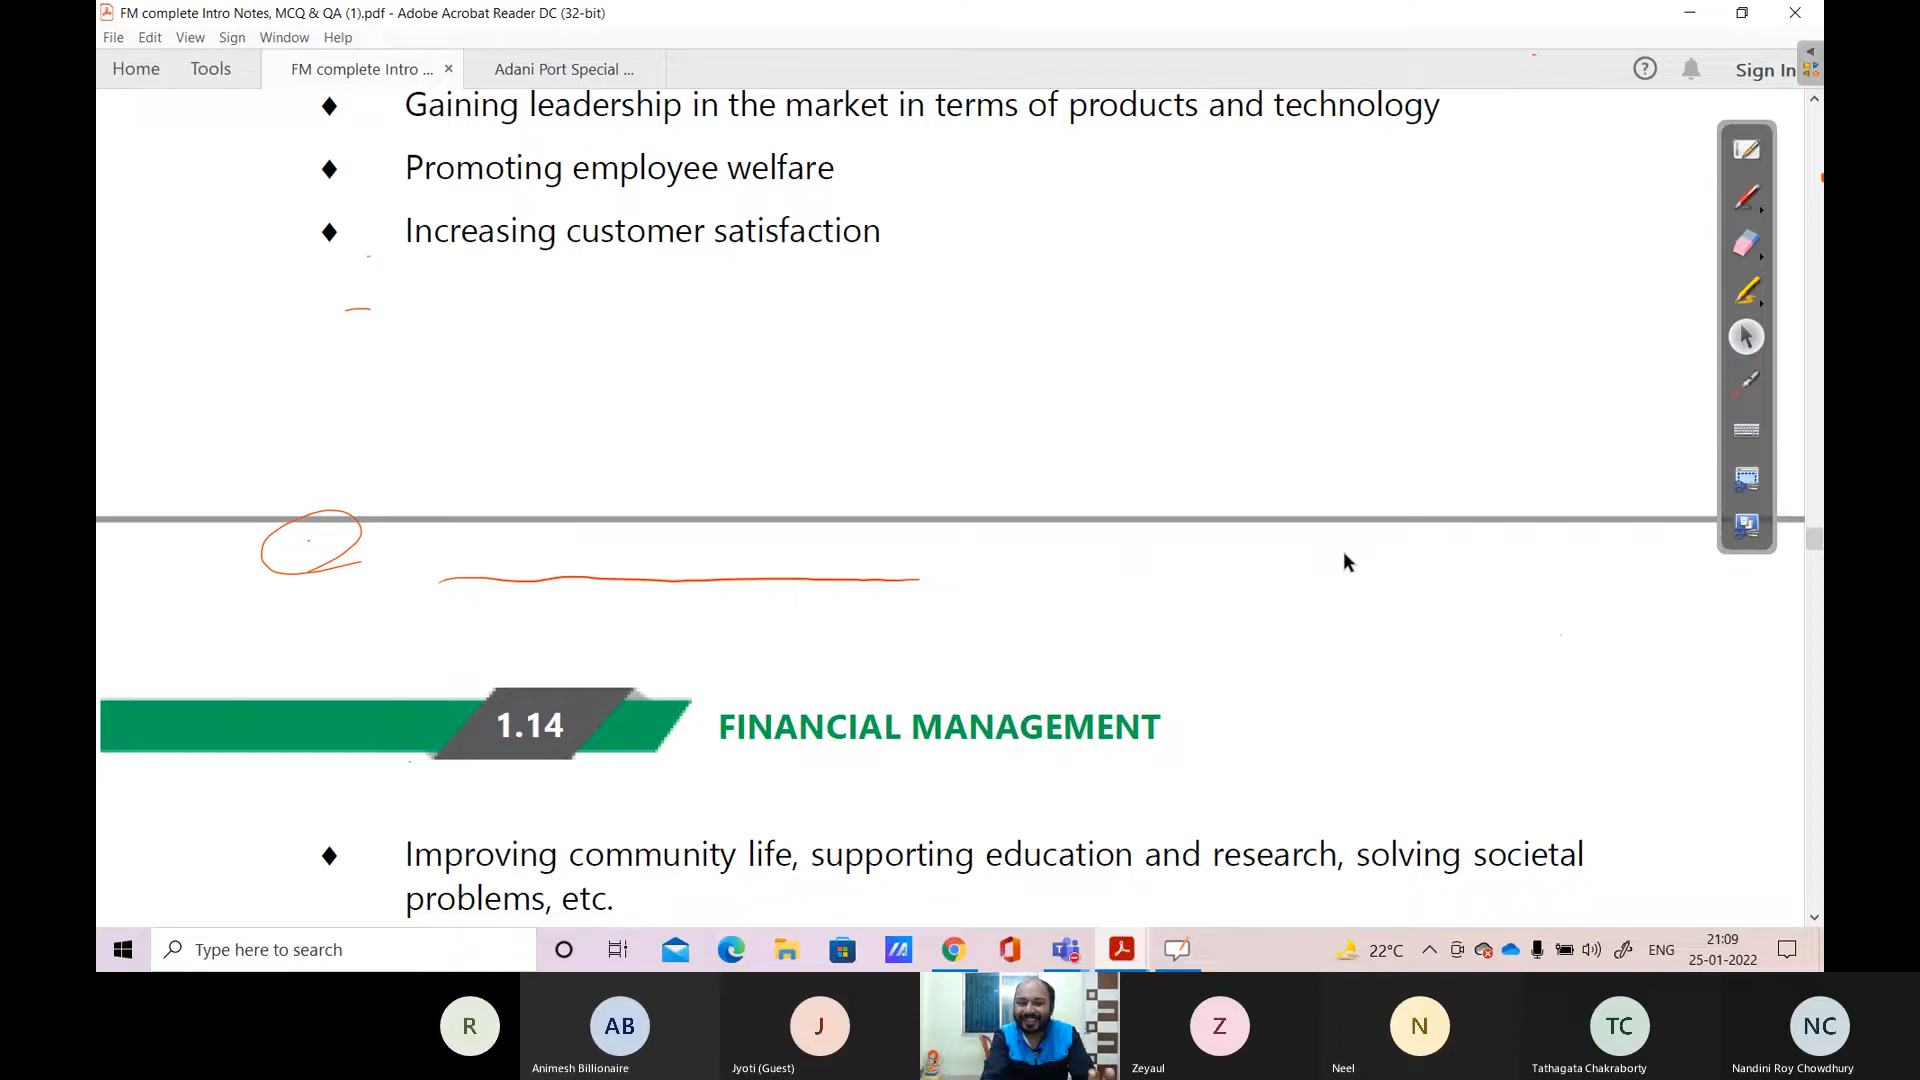 FM complete Intro Notes, MCQ & QA (1).pdf - Adobe Acrobat Reader DC (32-bit)
File Edit View Sign Window Help
Home Tools FM complete Intro ... × Adani Port Special ... Sign In
♦ Gaining leadership in the market in terms of products and technology
♦ Promoting employee welfare
♦ Increasing customer satisfaction
1.14 FINANCIAL MANAGEMENT
♦ Improving community life, supporting education and research, solving societal
problems, etc.
Type here to search 22°C ENG 21:09
25-01-2022
R AB J Z N TC NC
Animesh Billionaire Jyoti (Guest) Zeyaul Neel Tathagata Chakraborty Nandini Roy Chowdhury